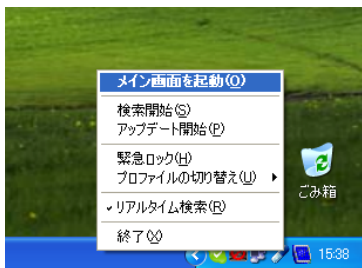 メイン画面を起動(O)
検索開始(S)
アップデート開始(P)
緊急ロック(H)
プロファイルの切り替え(U)
リアルタイム検索(R)
終了(X)
ごみ箱
15:38